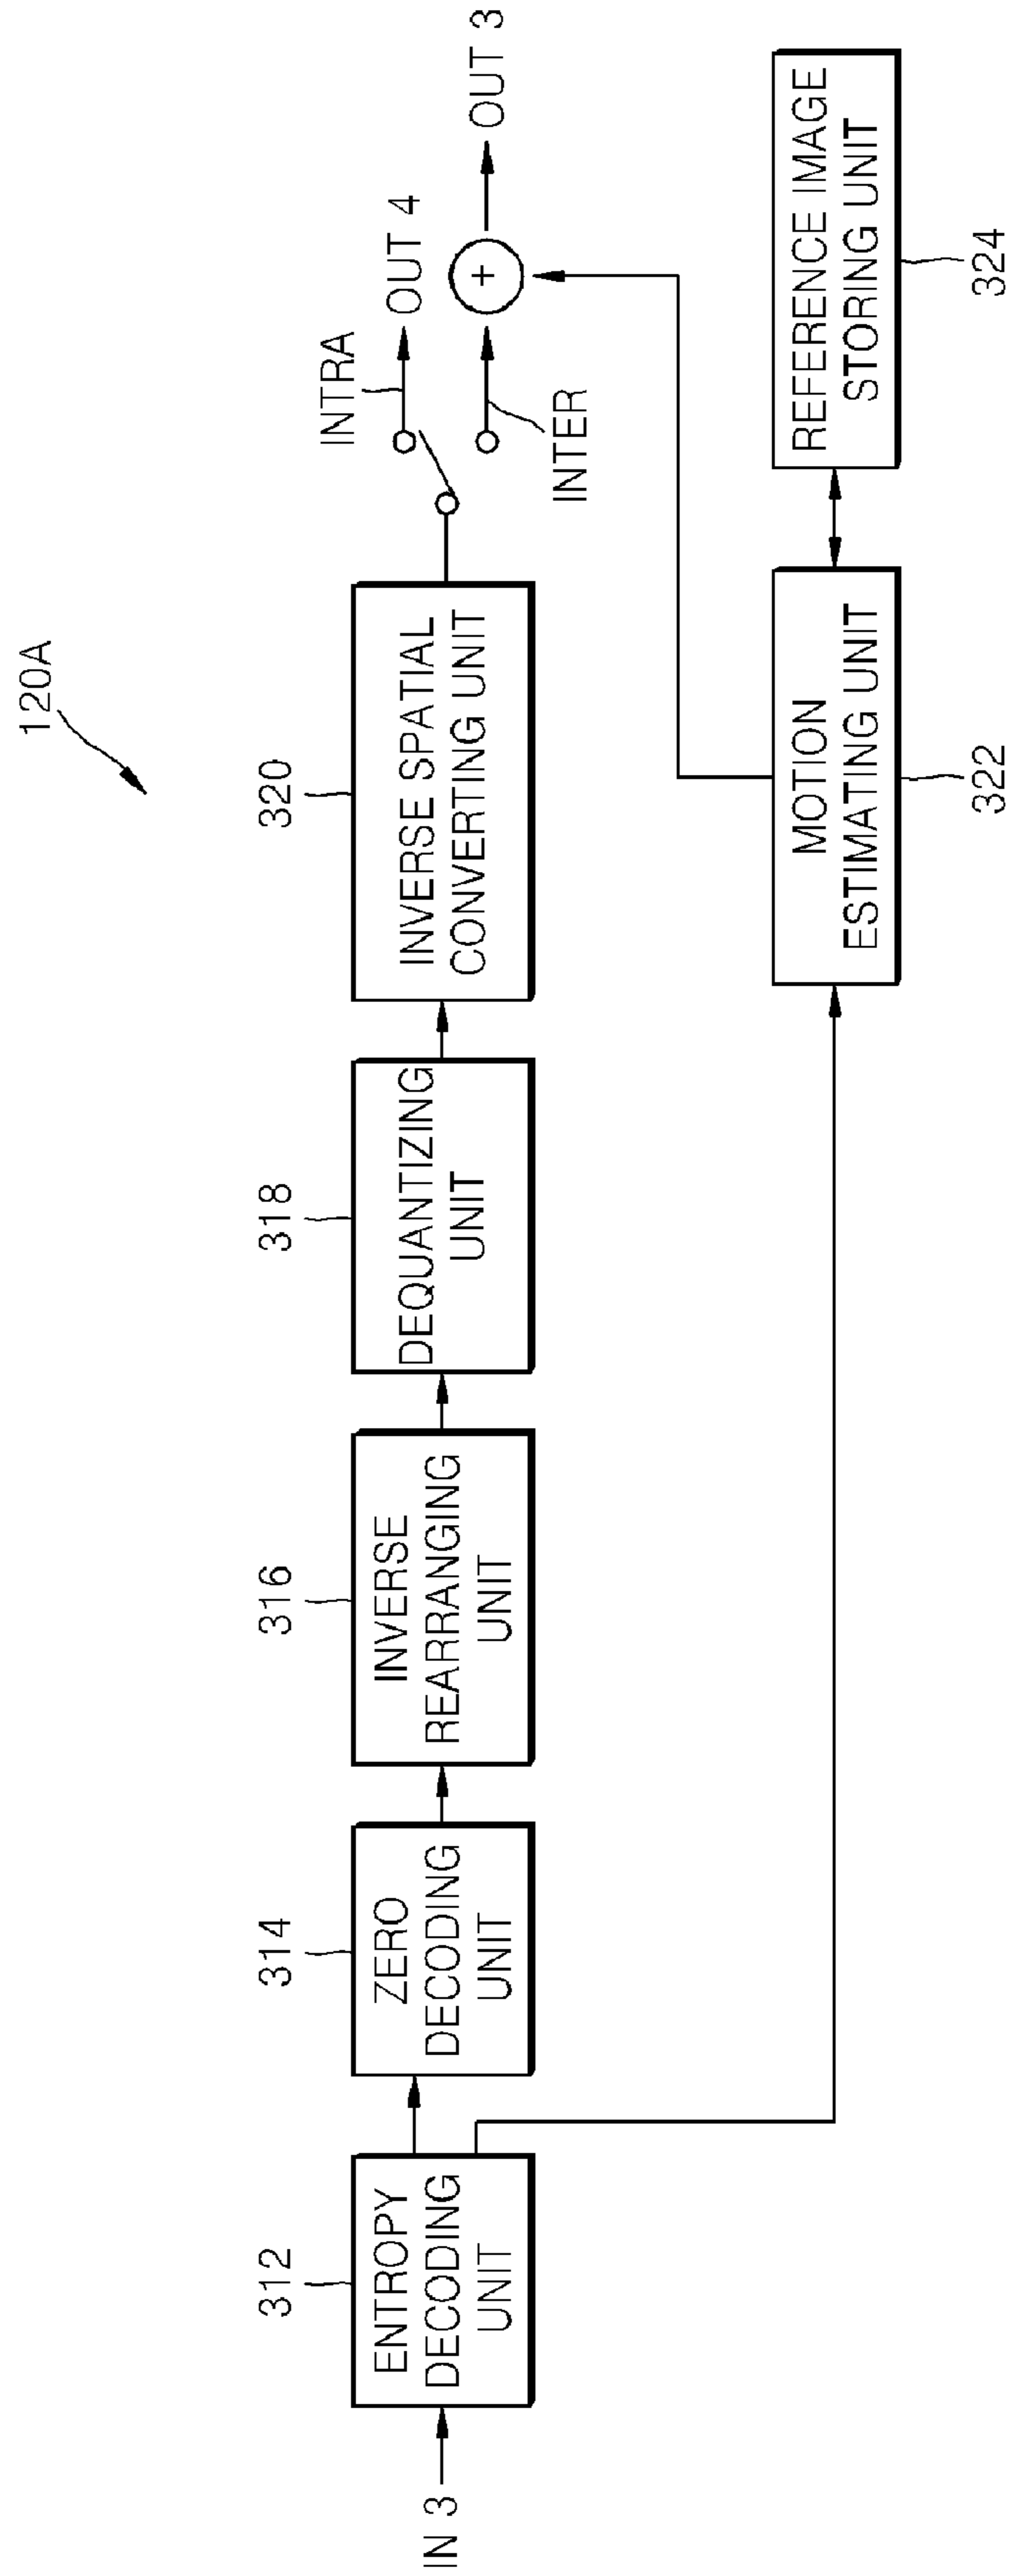 120A
IN 3
312
ENTROPY
DECODING
UNIT
314
ZERO
DECODING
UNIT
316
INVERSE
REARRANGING
UNIT
318
DEQUANTIZING
UNIT
320
INVERSE SPATIAL
CONVERTING UNIT
INTRA
OUT 4
INTER
+
OUT 3
MOTION
ESTIMATING UNIT
322
REFERENCE IMAGE
STORING UNIT
324